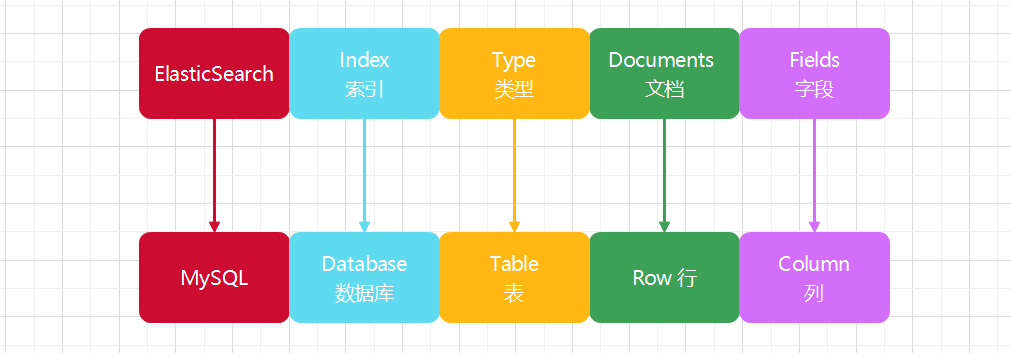 ElasticSearch
Index
索引
Type
类型
Documents
文档
Fields
字段
MySQL
Database
数据库
Table
表
Row 行
Column
列